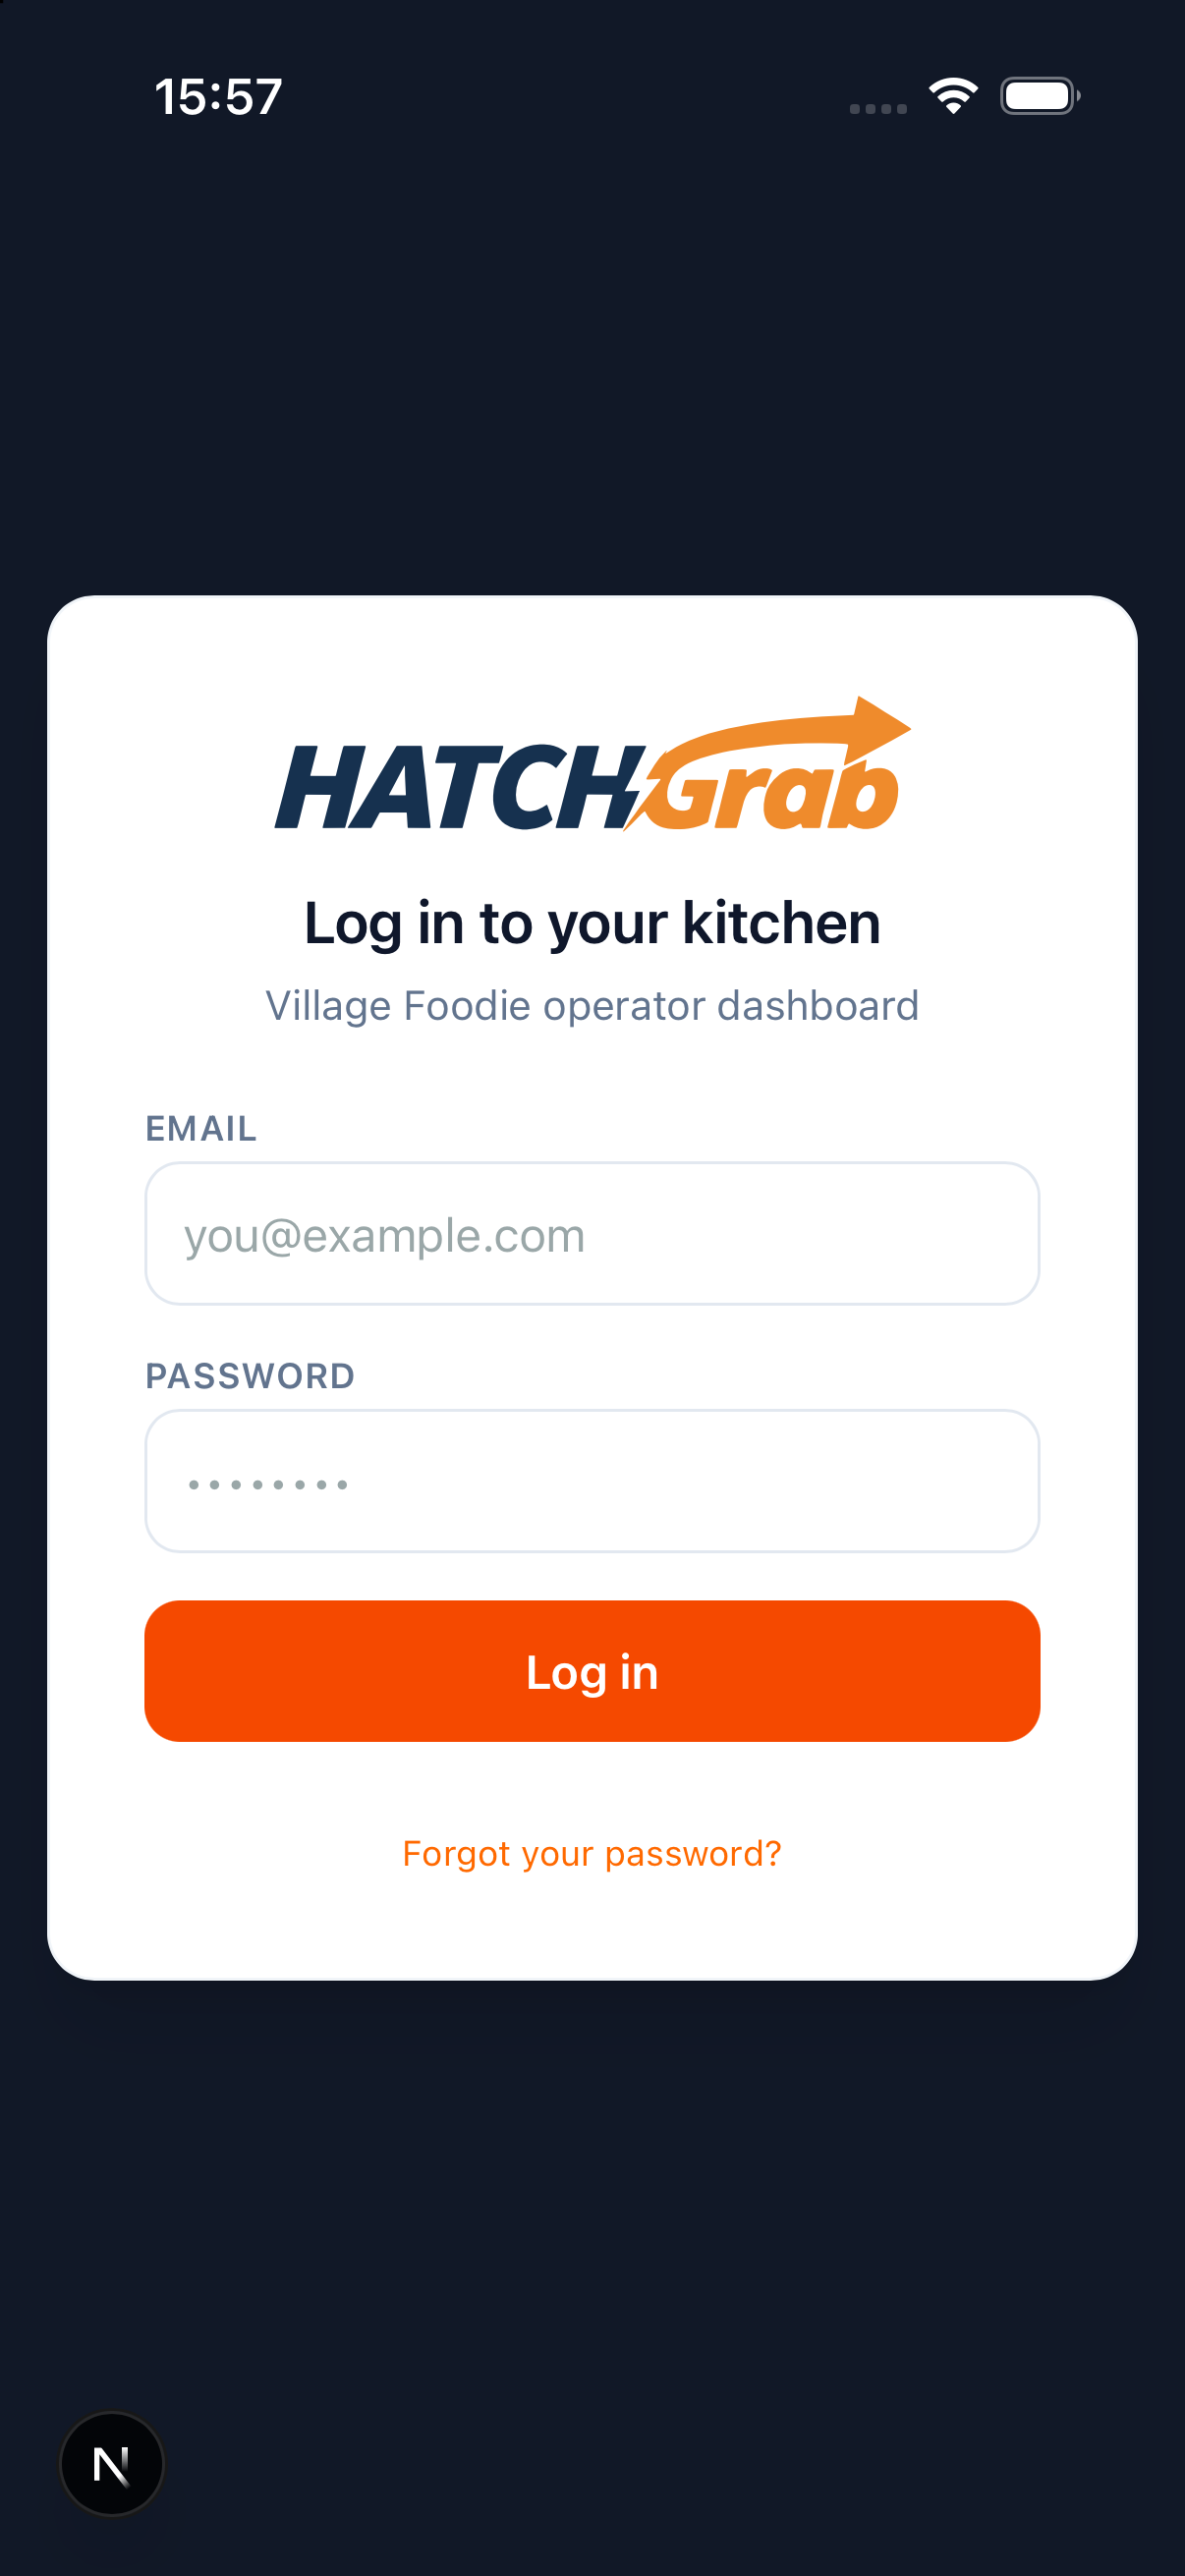 15:57
HATCHGrab
Log in to your kitchen
Village Foodie operator dashboard
EMAIL
you@example.com
PASSWORD
••••••••
Log in
Forgot your password?
N